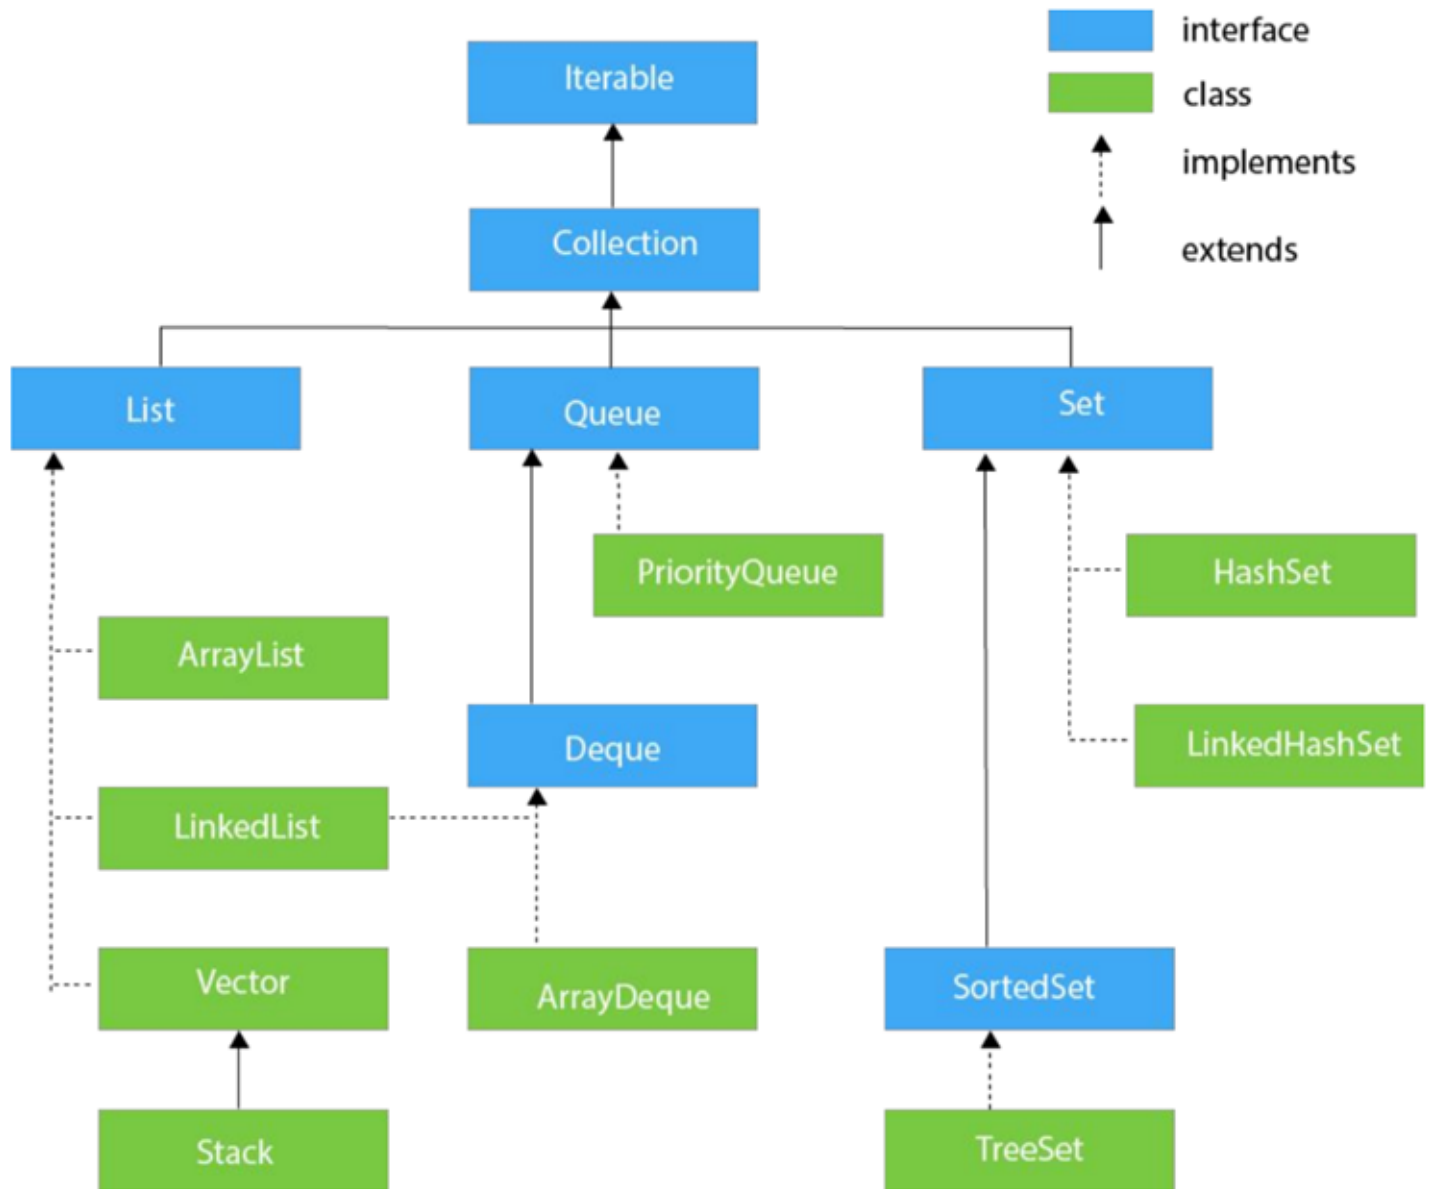 interface
Iterable
class
implements
Collection
extends
List
Queue
Set
PriorityQueue
HashSet
ArrayList
Deque
LinkedHashSet
LinkedList
Vector
ArrayDeque
SortedSet
Stack
TreeSet